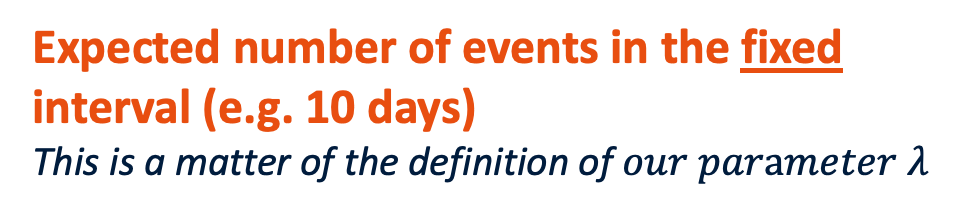 Expected number of events in the fixed
interval (e.g. 10 days)
This is a matter of the definition of our parameter λ